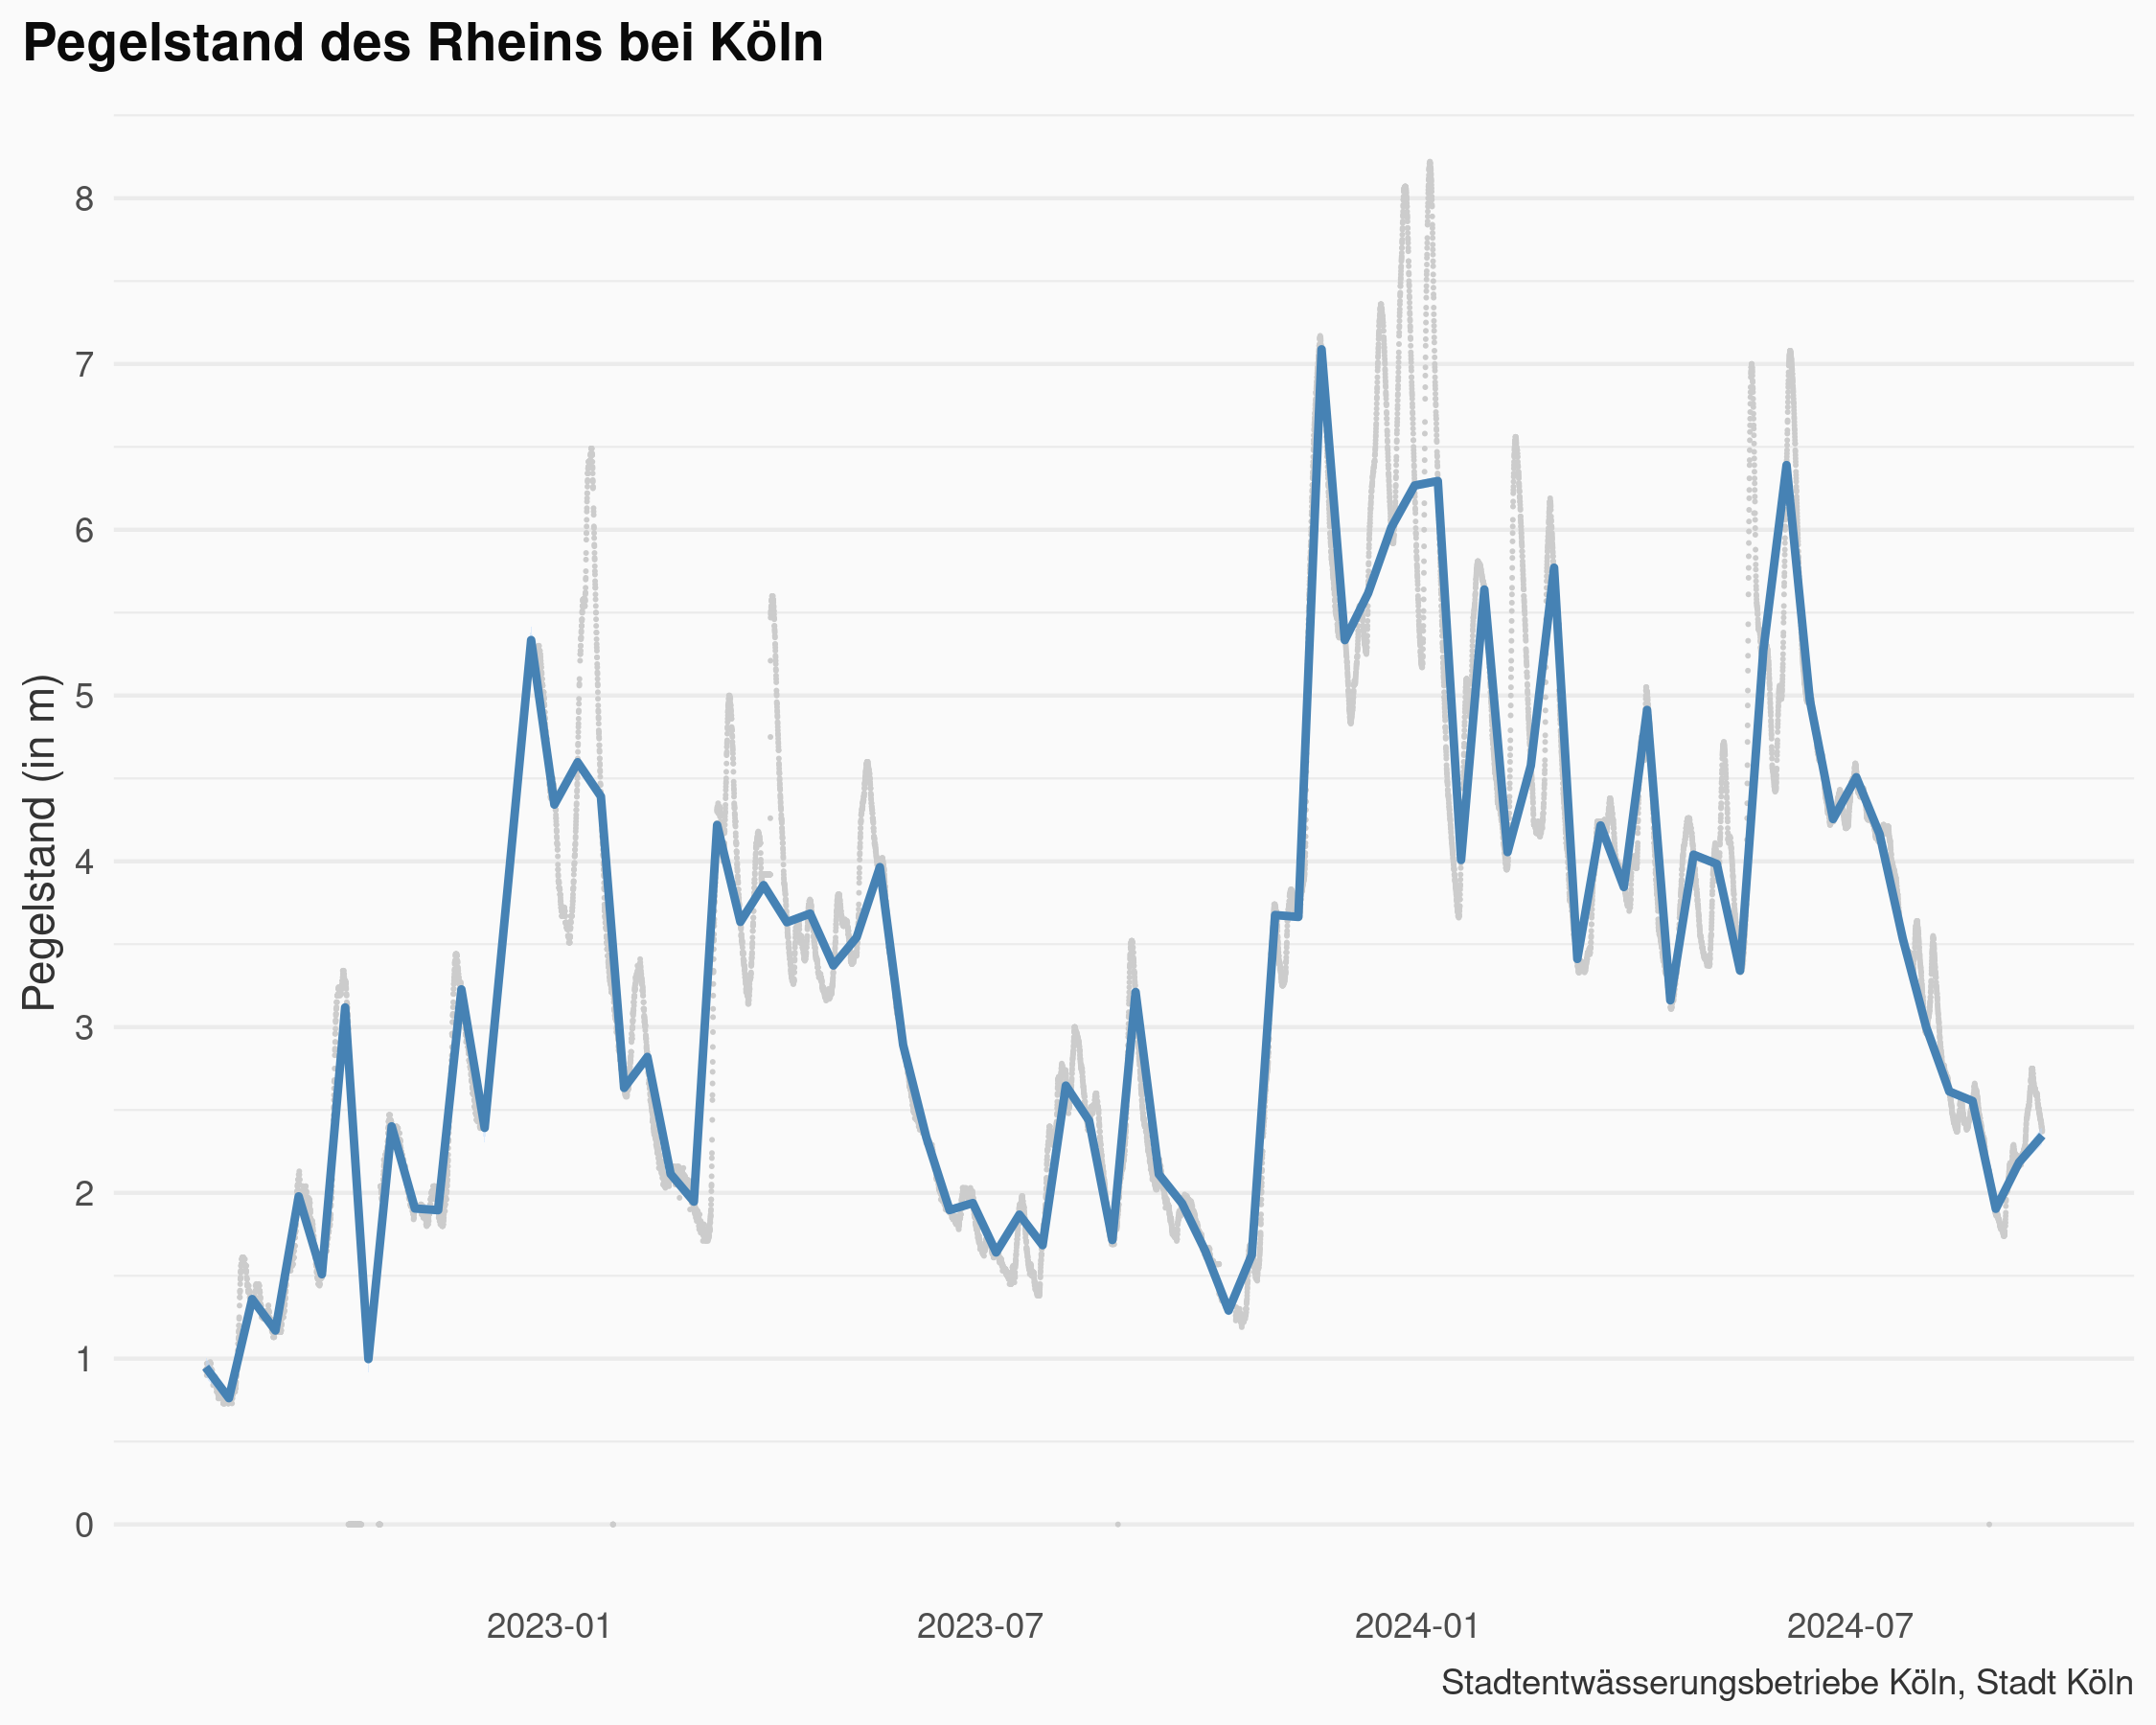 Pegelstand des Rheins bei Köln
Pegelstand (in m)
8
7
6
5
4
3
2
1
0
2023-01 2023-07 2024-01 2024-07
Stadtentwässerungsbetriebe Köln, Stadt Köln